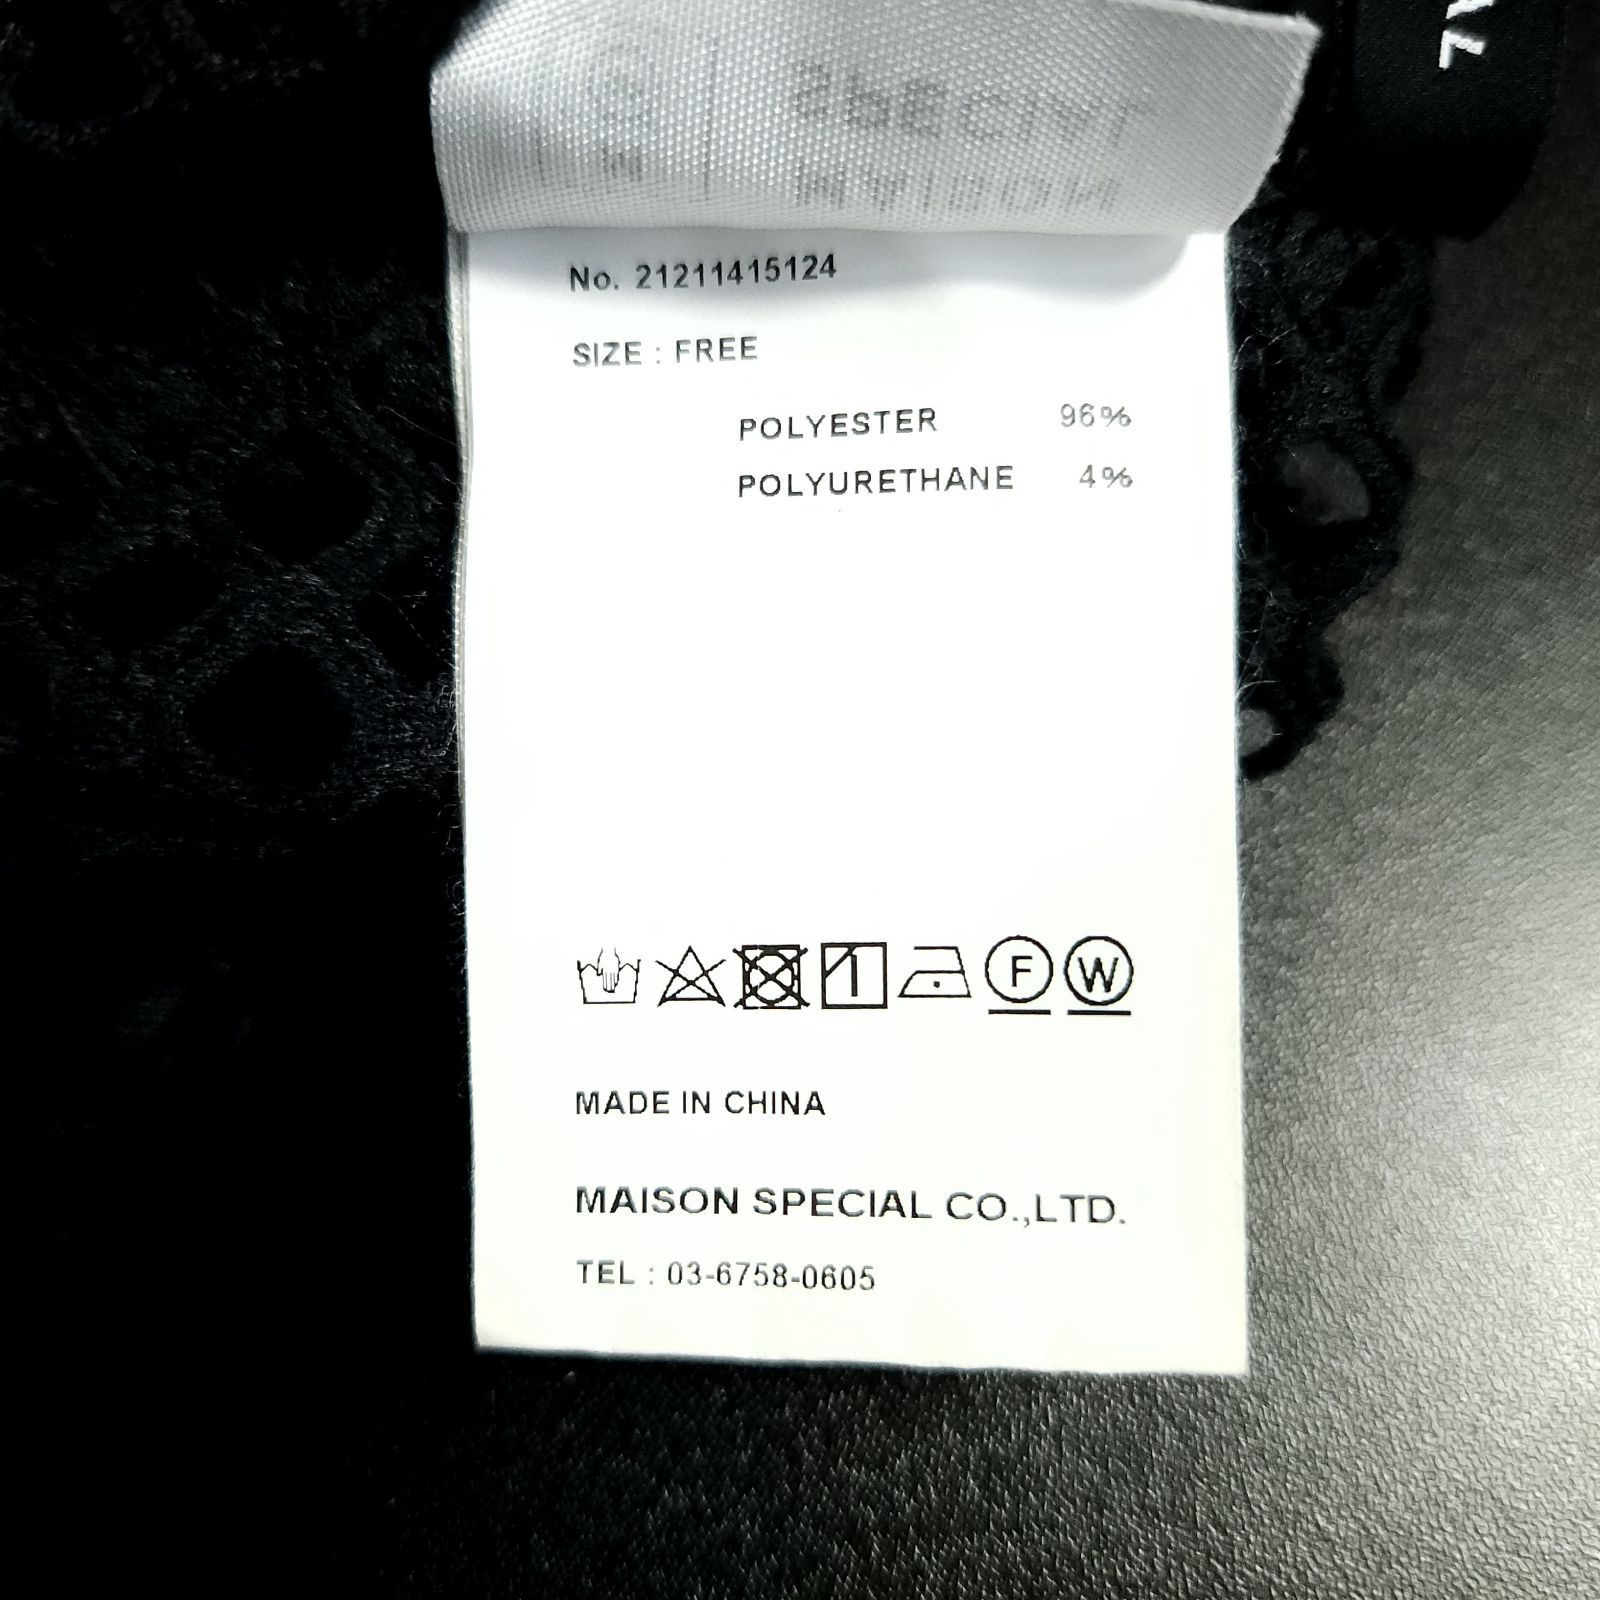 AL
No. 21211415124
SIZE : FREE
POLYESTER 96%
POLYURETHANE 4%
F W
MADE IN CHINA
MAISON SPECIAL CO.,LTD.
TEL : 03-6758-0605